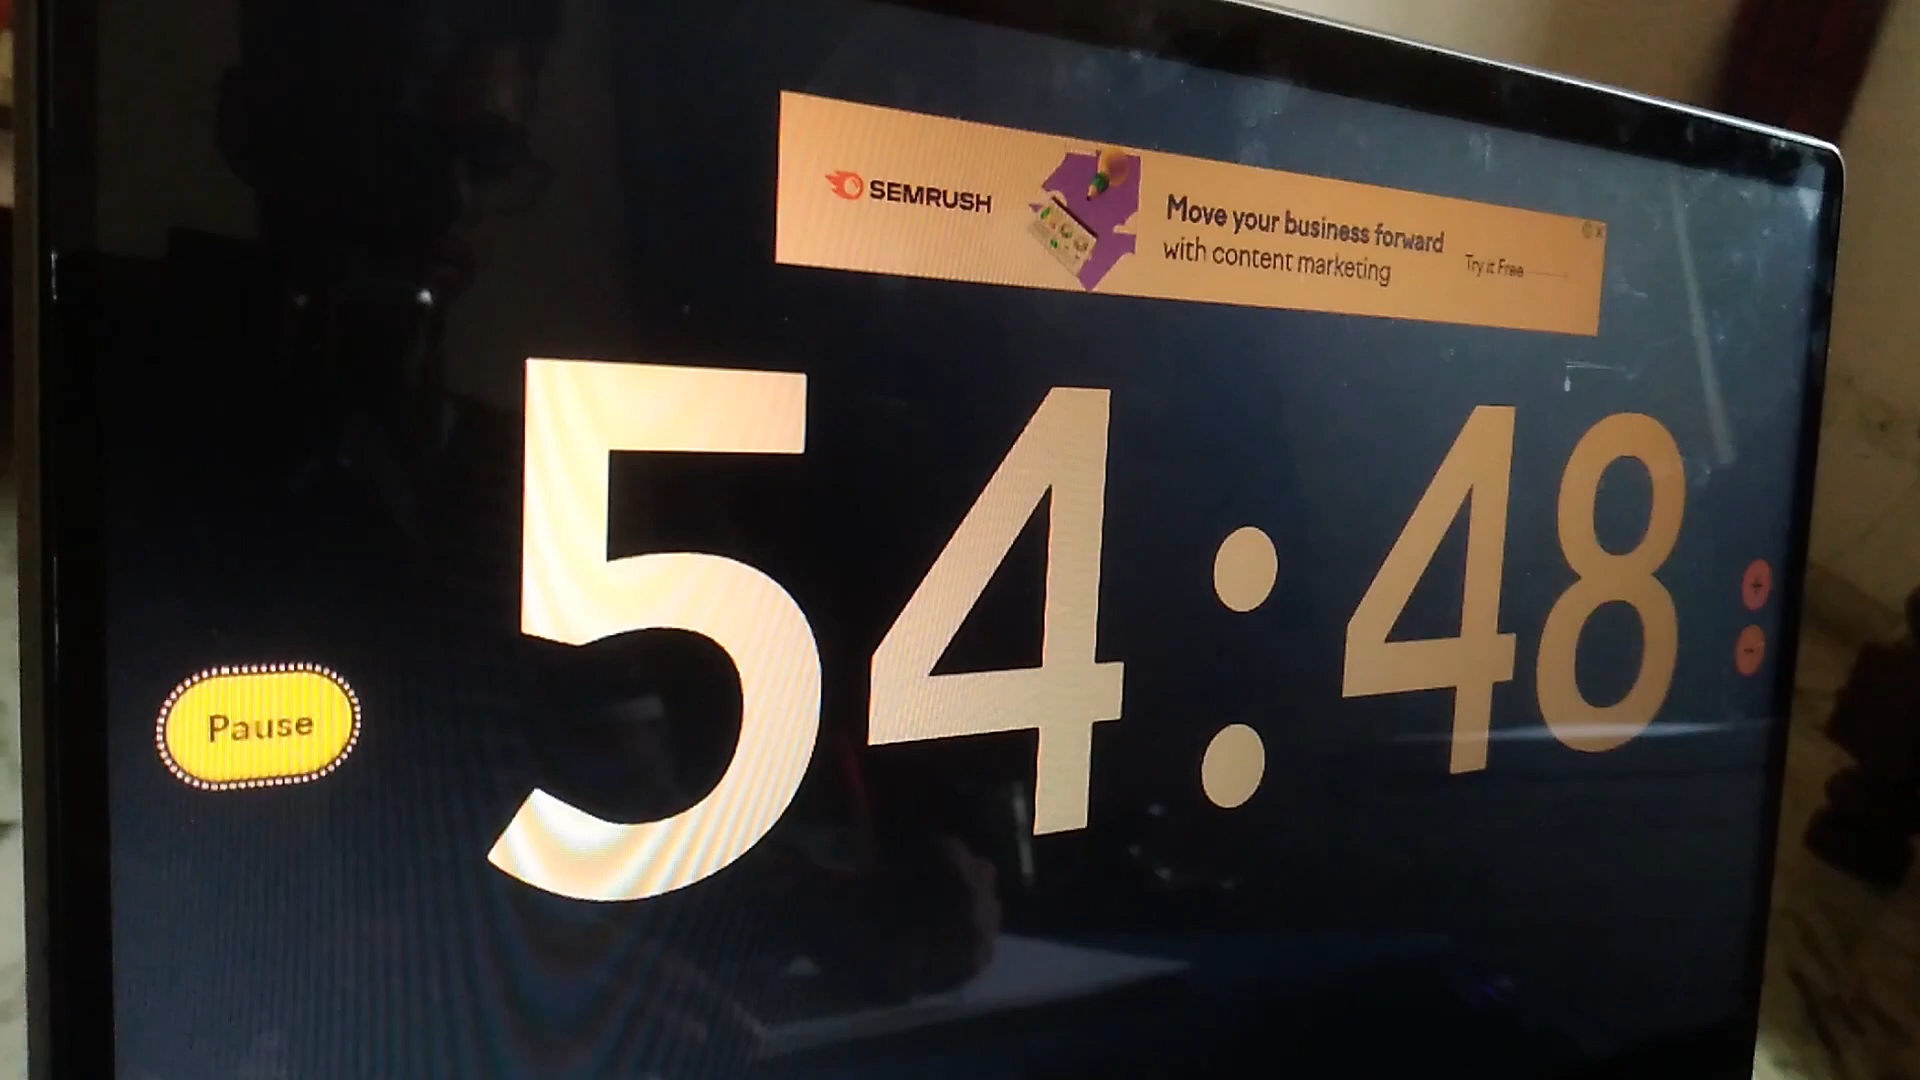 SEMRUSH
Move your business forward
with content marketing
Try it Free
54:48
Pause
+
-